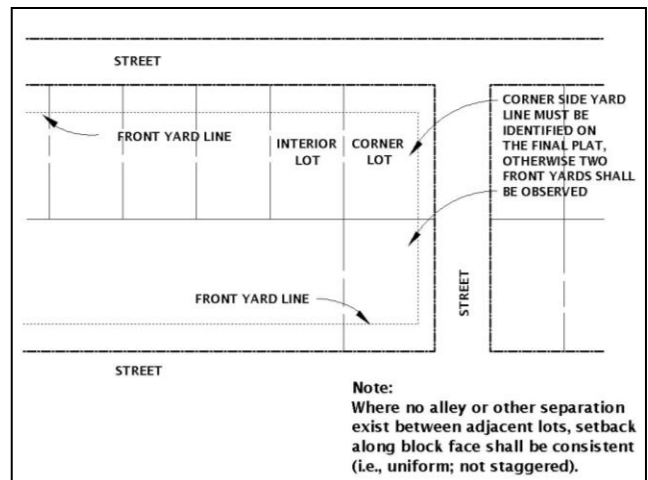 STREET
FRONT YARD LINE
INTERIOR
LOT
CORNER
LOT
CORNER SIDE YARD
LINE MUST BE
IDENTIFIED ON
THE FINAL PLAT,
OTHERWISE TWO
FRONT YARDS SHALL
BE OBSERVED
FRONT YARD LINE
STREET
STREET
Note:
Where no alley or other separation
exist between adjacent lots, setback
along block face shall be consistent
(i.e., uniform; not staggered).